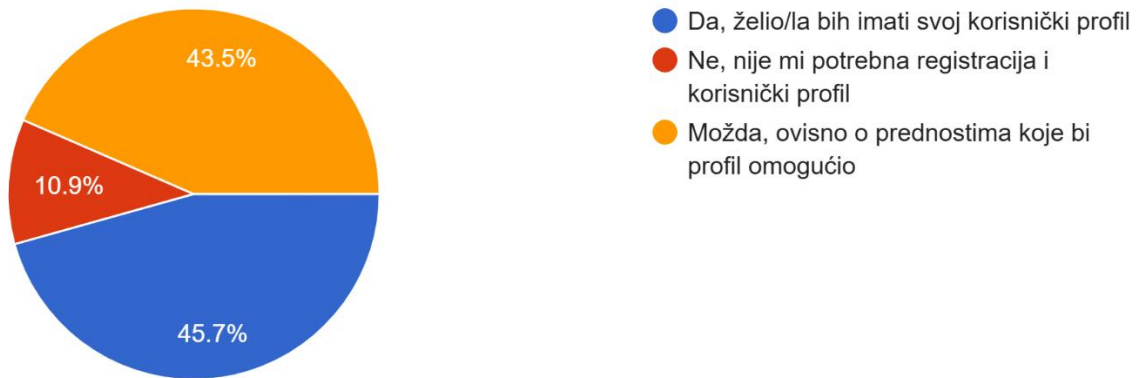 43.5%
10.9%
45.7%
Da, želio/la bih imati svoj korisnički profil
Ne, nije mi potrebna registracija i
korisnički profil
Možda, ovisno o prednostima koje bi
profil omogućio